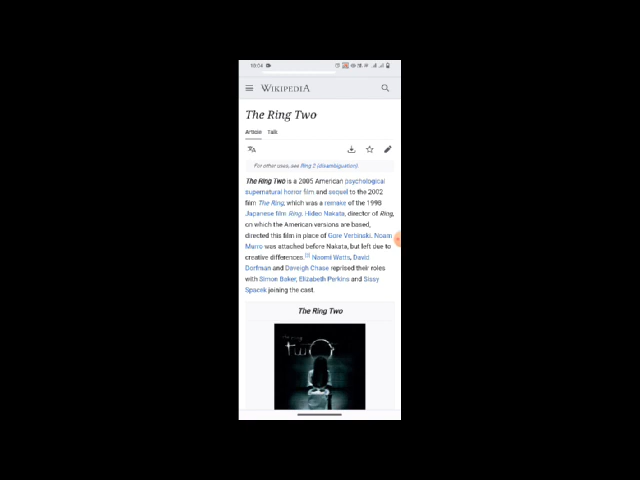 WIKIPEDIA
The Ring Two
Article Talk
For other uses, see Ring 2 (disambiguation).
The Ring Two is a 2005 American psychological
supernatural horror film and sequel to the 2002
film The Ring, which was a remake of the 1998
Japanese film Ring. Hideo Nakata, director of Ring,
on which the American versions are based,
directed this film in place of Gore Verbinski. Noam
Murro was attached before Nakata, but left due to
creative differences. Naomi Watts, David
Dorfman and Daveigh Chase reprised their roles
with Simon Baker, Elizabeth Perkins and Sissy
Spacek joining the cast.
The Ring Two